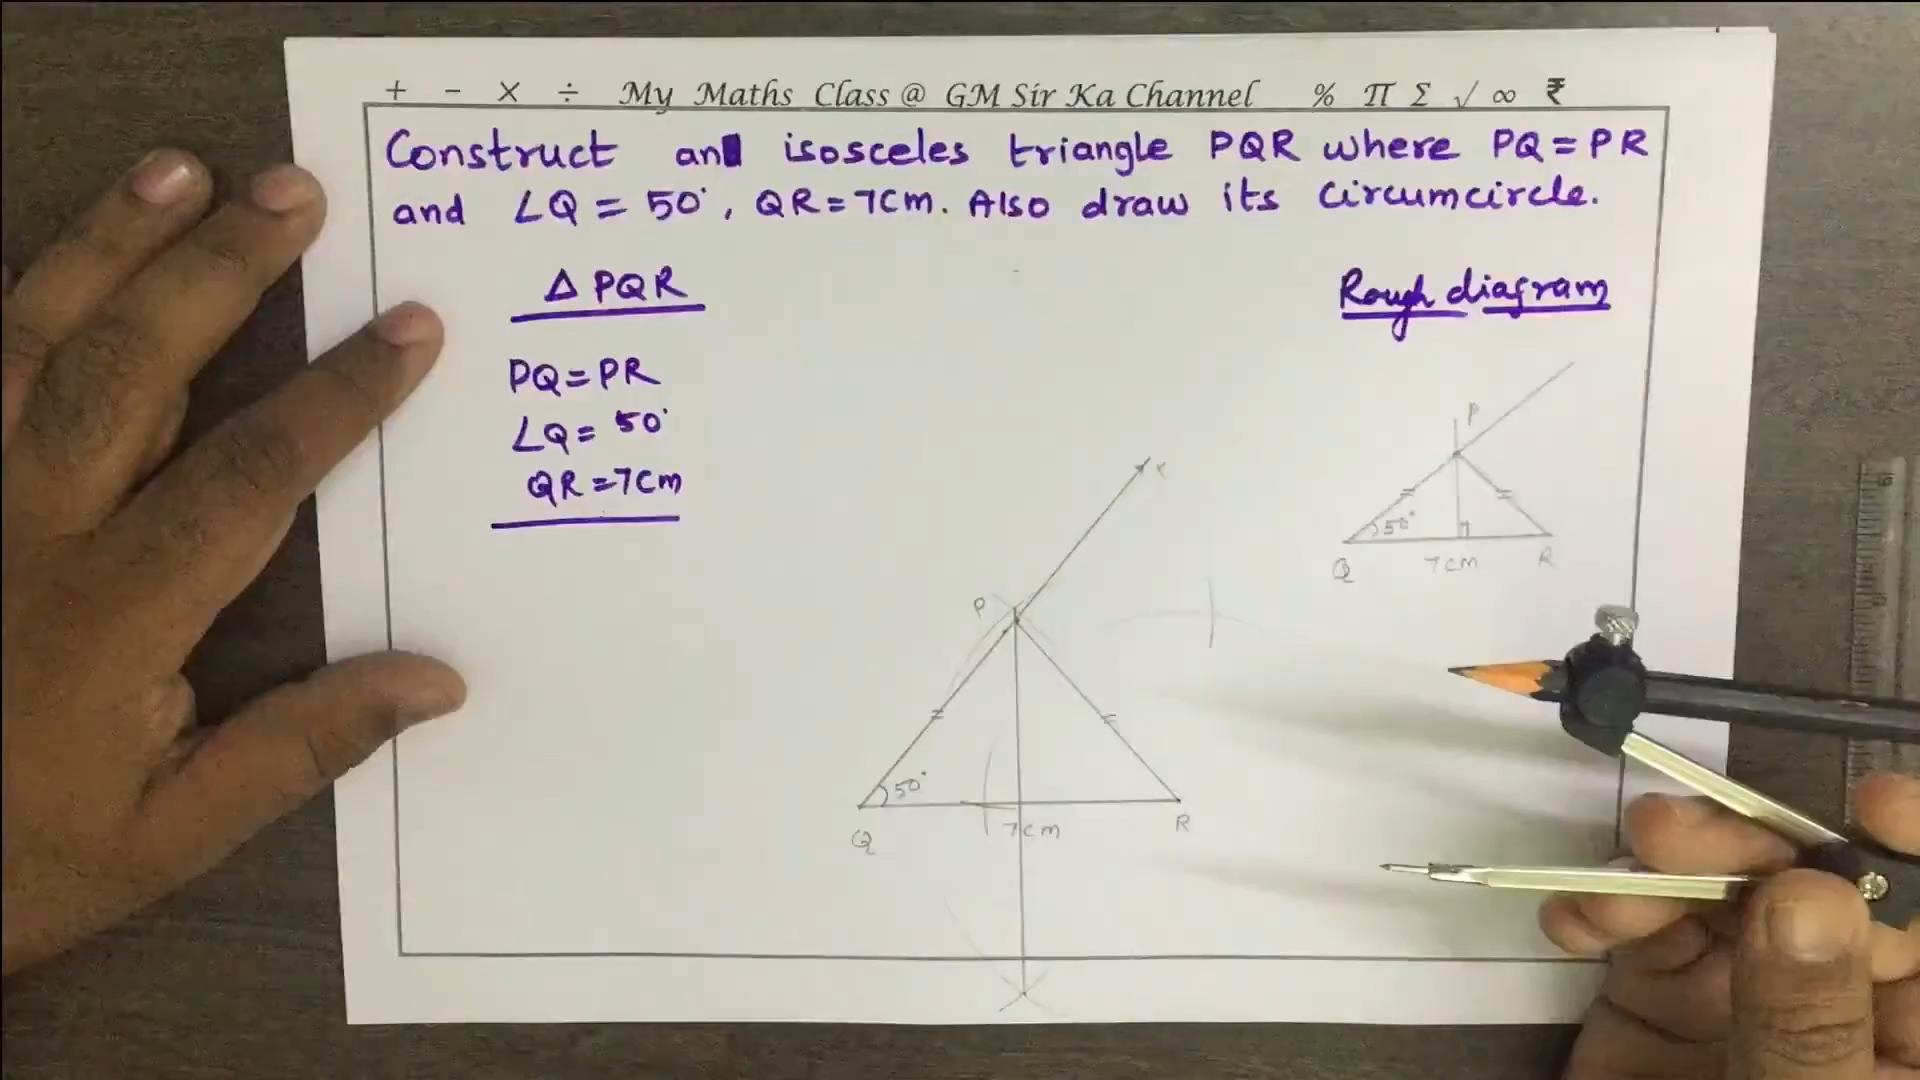 + - × ÷ My Maths Class @ GM Sir Ka Channel % Π Σ √ ∞ ₹
Construct an isosceles triangle PQR where PQ = PR
and ∠Q = 50°, QR = 7cm. Also draw its circumcircle.
Δ PQR
PQ = PR
∠Q = 50°
QR = 7cm
Rough diagram
P
50°
Q 7cm R
x
P
50°
Q 7cm R